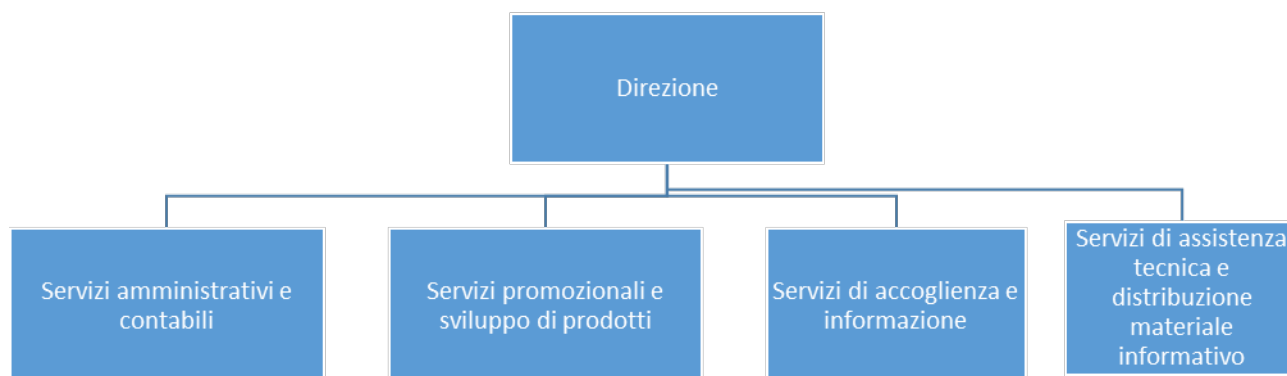 Direzione
Servizi amministrativi e
contabili
Servizi promozionali e
sviluppo di prodotti
Servizi di accoglienza e
informazione
Servizi di assistenza
tecnica e
distribuzione
materiale
informativo